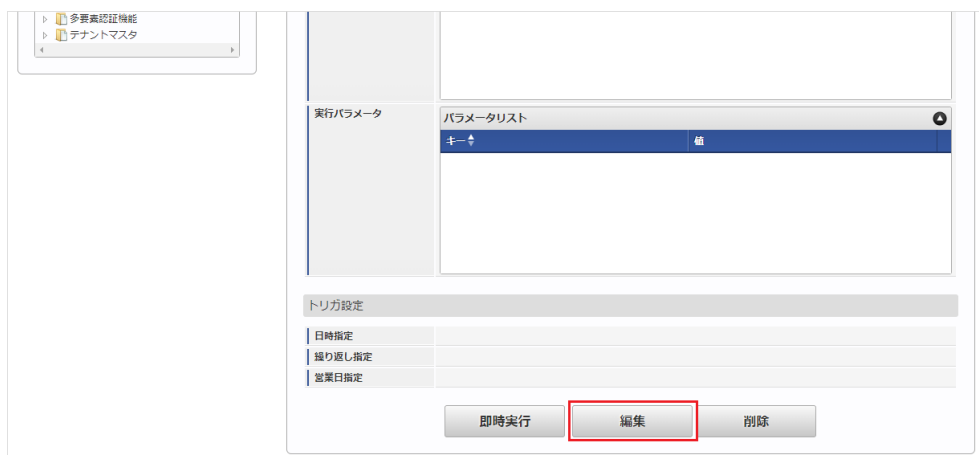 多要素認証機能
テナントマスタ
実行パラメータ
パラメータリスト
キー 値
トリガ設定
日時指定
繰り返し指定
営業日指定
即時実行 編集 削除